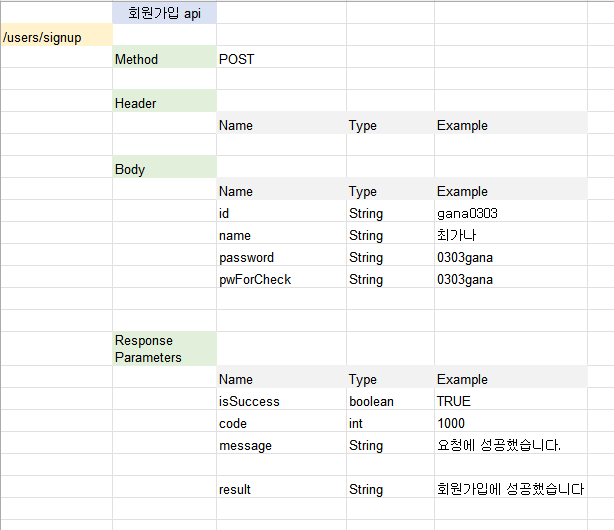 회원가입 api
/users/signup
Method POST
Header
Name Type Example
Body
Name Type Example
id String gana0303
name String 최가나
password String 0303gana
pwForCheck String 0303gana
Response
Parameters
Name Type Example
isSuccess boolean TRUE
code int 1000
message String 요청에 성공했습니다.
result String 회원가입에 성공했습니다